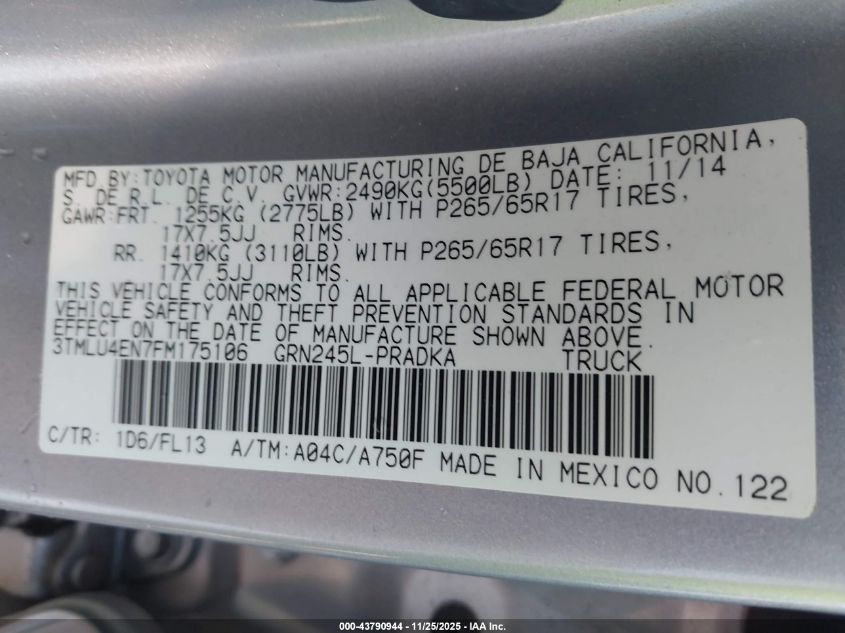 MFD BY:TOYOTA MOTOR MANUFACTURING DE BAJA CALIFORNIA,
S. DE R.L. DE C.V. GVWR:2490KG(5500LB) DATE: 11/14
GAWR:FRT. 1255KG (2775LB) WITH P265/65R17 TIRES,
17X7.5JJ RIMS.
RR. 1410KG (3110LB) WITH P265/65R17 TIRES,
17X7.5JJ RIMS.
THIS VEHICLE CONFORMS TO ALL APPLICABLE FEDERAL MOTOR
VEHICLE SAFETY AND THEFT PREVENTION STANDARDS IN
EFFECT ON THE DATE OF MANUFACTURE SHOWN ABOVE.
3TMLU4EN7FM175106 GRN245L-PRADKA TRUCK
C/TR: 1D6/FL13 A/TM:A04C/A750F MADE IN MEXICO NO.122
000-43790944 - 11/25/2025 - © IAA Inc.